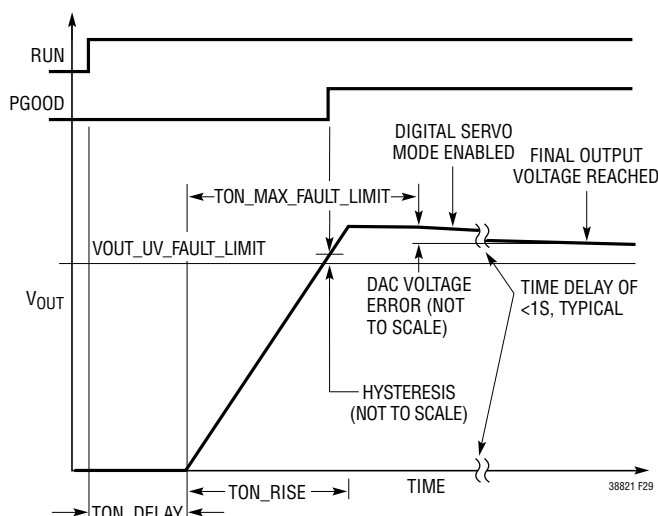 RUN
PGOOD
DIGITAL SERVO
MODE ENABLED
FINAL OUTPUT
VOLTAGE REACHED
TON_MAX_FAULT_LIMIT
VOUT_UV_FAULT_LIMIT
DAC VOLTAGE
ERROR (NOT
TO SCALE)
TIME DELAY OF
<1S, TYPICAL
VOUT
HYSTERESIS
(NOT TO SCALE)
TON_RISE
TIME
38821 F29
TON_DELAY